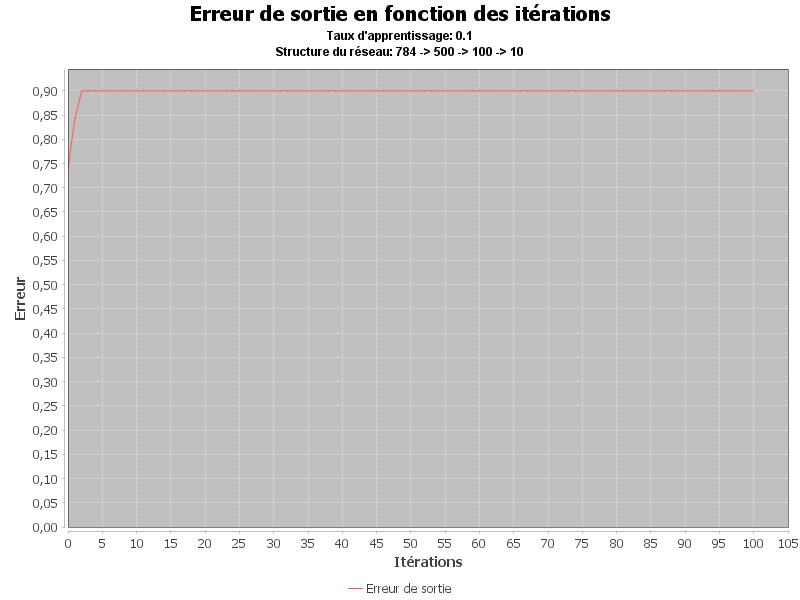 Erreur de sortie en fonction des itérations
Taux d'apprentissage: 0.1
Structure du réseau: 784 -> 500 -> 100 -> 10
0,90
0,85
0,80
0,75
0,70
0,65
0,60
0,55
0,50
0,45
0,40
0,35
0,30
0,25
0,20
0,15
0,10
0,05
0,00
Erreur
0 5 10 15 20 25 30 35 40 45 50 55 60 65 70 75 80 85 90 95 100 105
Itérations
Erreur de sortie